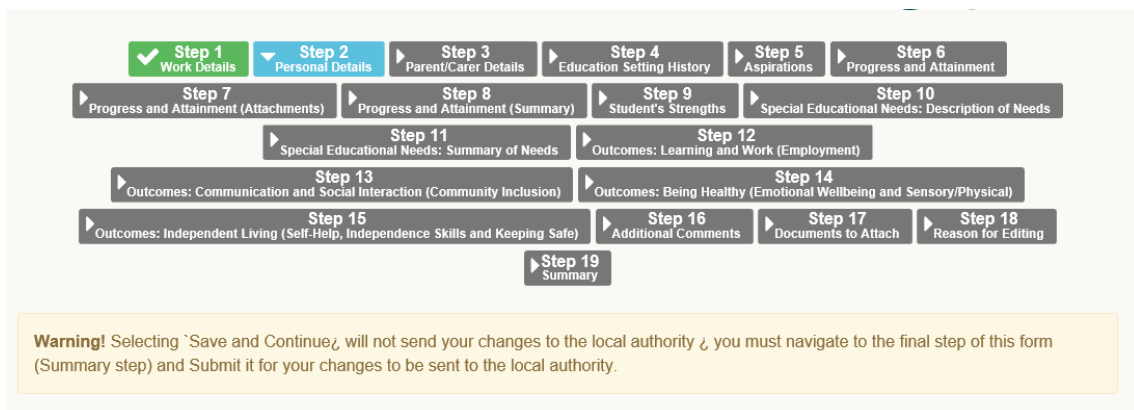 Step 1 Step 2 Step 3 Step 4 Step 5 Step 6
Work Details Personal Details Parent/Carer Details Education Setting History Aspirations Progress and Attainment
Step 7 Step 8 Step 9 Step 10
Progress and Attainment (Attachments) Progress and Attainment (Summary) Student's Strengths Special Educational Needs: Description of Needs
Step 11 Step 12
Special Educational Needs: Summary of Needs Outcomes: Learning and Work (Employment)
Step 13 Step 14
Outcomes: Communication and Social Interaction (Community Inclusion) Outcomes: Being Healthy (Emotional Wellbeing and Sensory/Physical)
Step 15 Step 16 Step 17 Step 18
Outcomes: Independent Living (Self-Help, Independence Skills and Keeping Safe) Additional Comments Documents to Attach Reason for Editing
Step 19
Summary
Warning! Selecting `Save and Continue¿ will not send your changes to the local authority ¿ you must navigate to the final step of this form
(Summary step) and Submit it for your changes to be sent to the local authority.